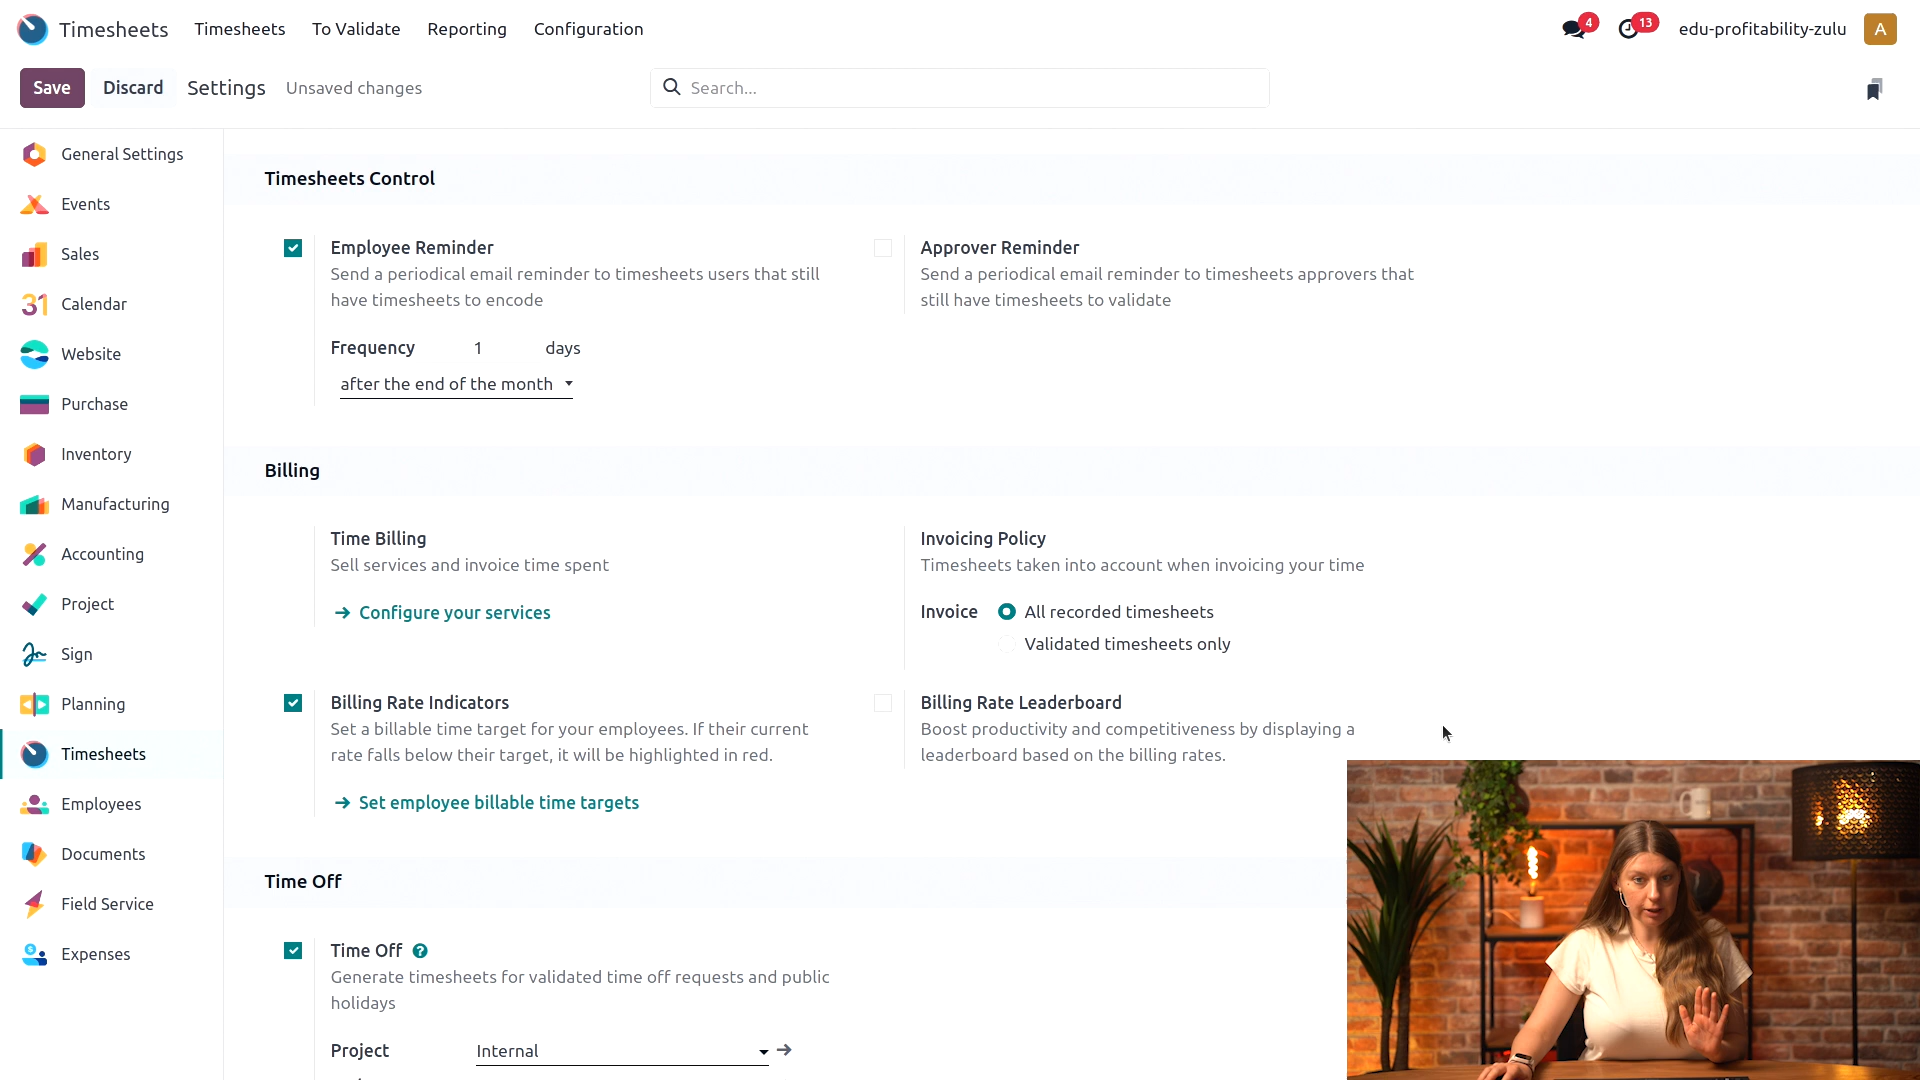 Timesheets Timesheets To Validate Reporting Configuration 4 13 edu-profitability-zulu A
Save Discard Settings Unsaved changes Search...
General Settings
Events
Sales
31 Calendar
Website
Purchase
Inventory
Manufacturing
Accounting
Project
Sign
Planning
Timesheets
Employees
Documents
Field Service
$ Expenses
Timesheets Control
Employee Reminder
Send a periodical email reminder to timesheets users that still
have timesheets to encode
Frequency 1 days
after the end of the month
Approver Reminder
Send a periodical email reminder to timesheets approvers that
still have timesheets to validate
Billing
Time Billing
Sell services and invoice time spent
Configure your services
Invoicing Policy
Timesheets taken into account when invoicing your time
Invoice All recorded timesheets
Validated timesheets only
Billing Rate Indicators
Set a billable time target for your employees. If their current
rate falls below their target, it will be highlighted in red.
Set employee billable time targets
Billing Rate Leaderboard
Boost productivity and competitiveness by displaying a
leaderboard based on the billing rates.
Time Off
Time Off ?
Generate timesheets for validated time off requests and public
holidays
Project Internal